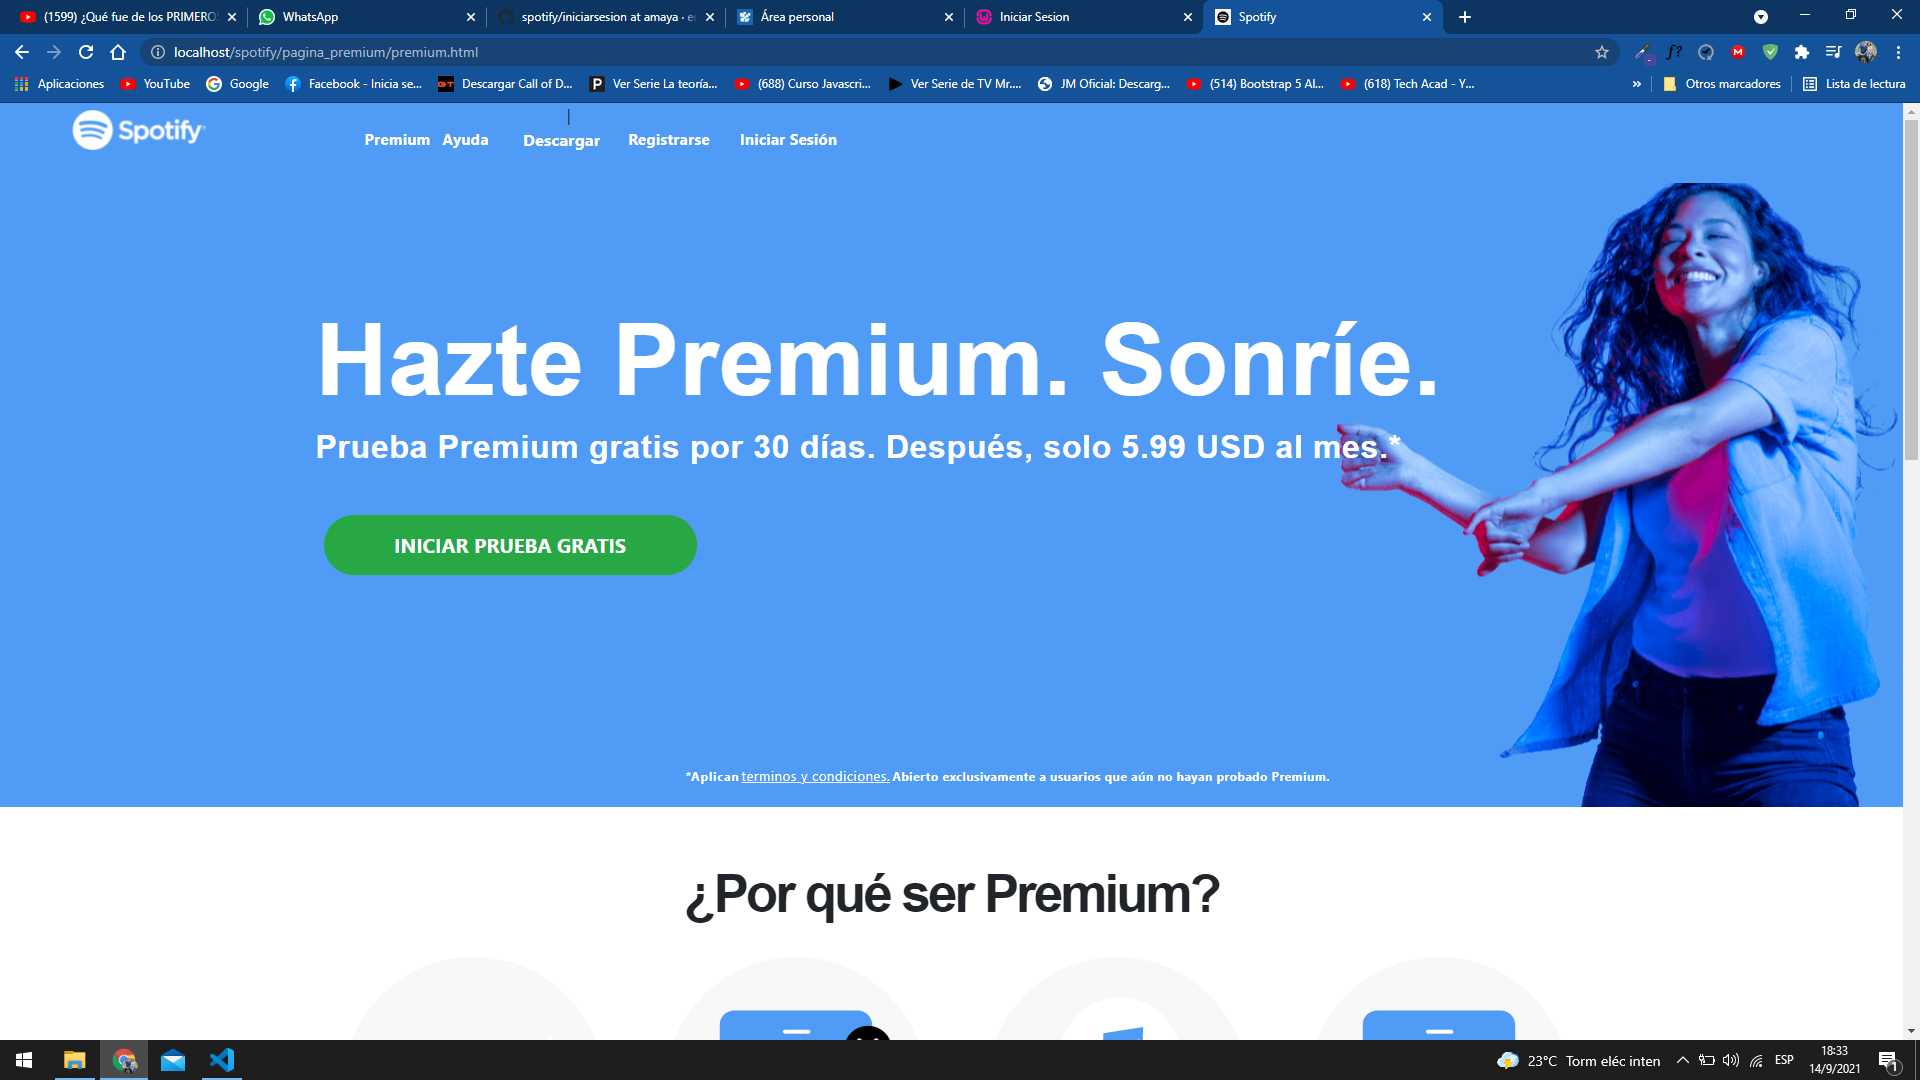 (1599) ¿Qué fue de los PRIMERO
WhatsApp
spotify/iniciarsesion at amaya · e
Área personal
Iniciar Sesion
Spotify
localhost/spotify/pagina_premium/premium.html
Aplicaciones
YouTube
Google
Facebook - Inicia se...
Descargar Call of D...
Ver Serie La teoría...
(688) Curso Javascri...
Ver Serie de TV Mr....
JM Oficial: Descarg...
(514) Bootstrap 5 Al...
(618) Tech Acad - Y...
»
Otros marcadores
Lista de lectura
Spotify
Premium
Ayuda
Descargar
Registrarse
Iniciar Sesión
Hazte Premium. Sonríe.
Prueba Premium gratis por 30 días. Después, solo 5.99 USD al mes.*
INICIAR PRUEBA GRATIS
*Aplican terminos y condiciones. Abierto exclusivamente a usuarios que aún no hayan probado Premium.
¿Por qué ser Premium?
23°C Torm eléc inten
ESP
18:33
14/9/2021
1